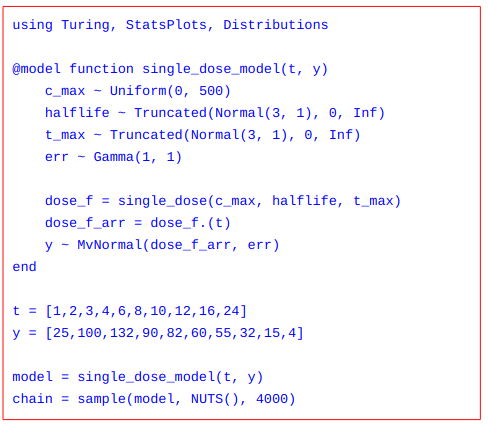 using Turing, StatsPlots, Distributions

@model function single_dose_model(t, y)
    c_max ~ Uniform(0, 500)
    halflife ~ Truncated(Normal(3, 1), 0, Inf)
    t_max ~ Truncated(Normal(3, 1), 0, Inf)
    err ~ Gamma(1, 1)

    dose_f = single_dose(c_max, halflife, t_max)
    dose_f_arr = dose_f.(t)
    y ~ MvNormal(dose_f_arr, err)
end

t = [1,2,3,4,6,8,10,12,16,24]
y = [25,100,132,90,82,60,55,32,15,4]

model = single_dose_model(t, y)
chain = sample(model, NUTS(), 4000)